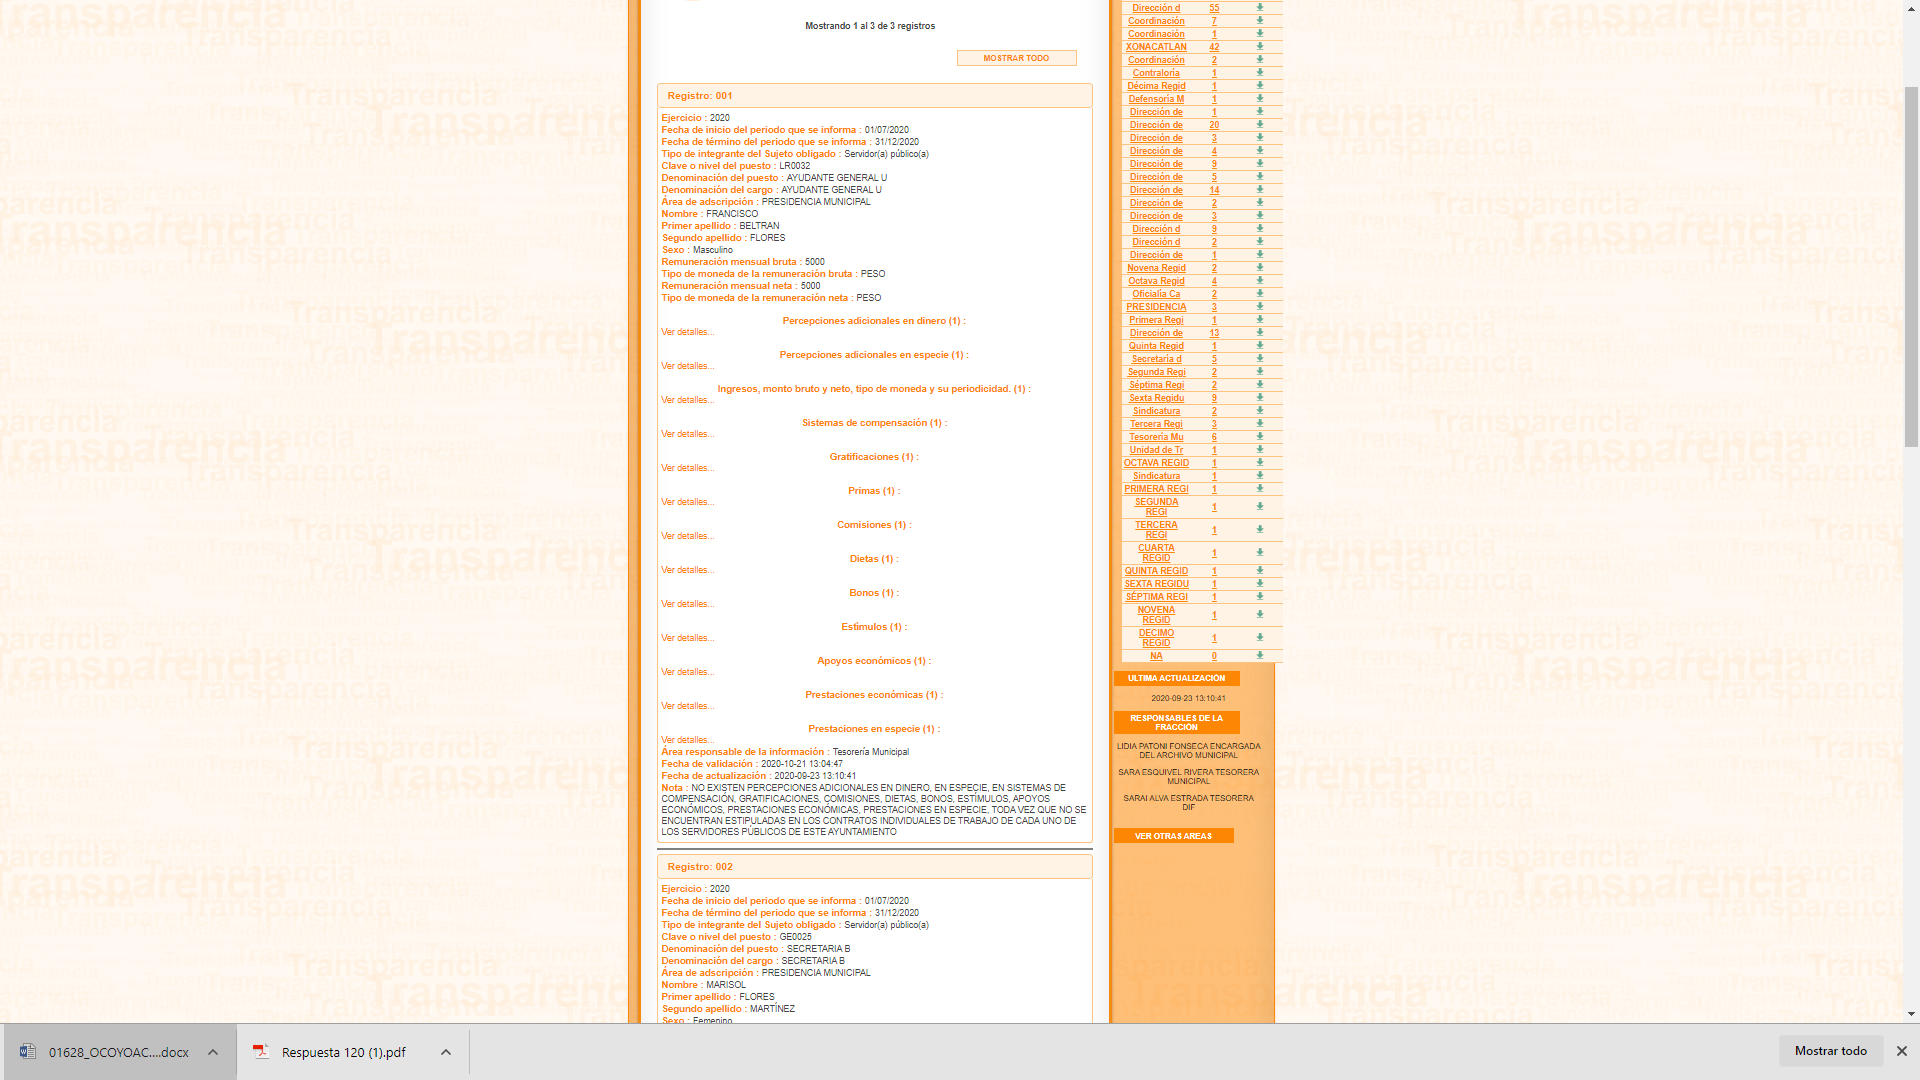 Mostrando 1 al 3 de 3 registros
MOSTRAR TODO
Registro: 001
Ejercicio : 2020
Fecha de inicio del periodo que se informa : 01/07/2020
Fecha de término del periodo que se informa : 31/12/2020
Tipo de integrante del Sujeto obligado : Servidor(a) público(a)
Clave o nivel del puesto : LR0032
Denominación del puesto : AYUDANTE GENERAL U
Denominación del cargo : AYUDANTE GENERAL U
Área de adscripción : PRESIDENCIA MUNICIPAL
Nombre : FRANCISCO
Primer apellido : BELTRAN
Segundo apellido : FLORES
Sexo : Masculino
Remuneración mensual bruta : 5000
Tipo de moneda de la remuneración bruta : PESO
Remuneración mensual neta : 5000
Tipo de moneda de la remuneración neta : PESO
Percepciones adicionales en dinero (1) :
Ver detalles...
Percepciones adicionales en especie (1) :
Ver detalles...
Ingresos, monto bruto y neto, tipo de moneda y su periodicidad. (1) :
Ver detalles...
Sistemas de compensación (1) :
Ver detalles...
Gratificaciones (1) :
Ver detalles...
Primas (1) :
Ver detalles...
Comisiones (1) :
Ver detalles...
Dietas (1) :
Ver detalles...
Bonos (1) :
Ver detalles...
Estímulos (1) :
Ver detalles...
Apoyos económicos (1) :
Ver detalles...
Prestaciones económicas (1) :
Ver detalles...
Prestaciones en especie (1) :
Ver detalles...
Área responsable de la información : Tesorería Municipal
Fecha de validación : 2020-10-21 13:04:47
Fecha de actualización : 2020-09-23 13:10:41
Nota : NO EXISTEN PERCEPCIONES ADICIONALES EN DINERO, EN ESPECIE, EN SISTEMAS DE
COMPENSACIÓN, GRATIFICACIONES, COMISIONES, DIETAS, BONOS, ESTÍMULOS, APOYOS
ECONÓMICOS, PRESTACIONES ECONÓMICAS, PRESTACIONES EN ESPECIE, TODA VEZ QUE NO SE
ENCUENTRAN ESTIPULADAS EN LOS CONTRATOS INDIVIDUALES DE TRABAJO DE CADA UNO DE
LOS SERVIDORES PÚBLICOS DE ESTE AYUNTAMIENTO
Registro: 002
Ejercicio : 2020
Fecha de inicio del periodo que se informa : 01/07/2020
Fecha de término del periodo que se informa : 31/12/2020
Tipo de integrante del Sujeto obligado : Servidor(a) público(a)
Clave o nivel del puesto : GE0025
Denominación del puesto : SECRETARIA B
Denominación del cargo : SECRETARIA B
Área de adscripción : PRESIDENCIA MUNICIPAL
Nombre : MARISOL
Primer apellido : FLORES
Segundo apellido : MARTÍNEZ
Sexo : Femenino
Dirección d 55
Coordinación 7
Coordinación 1
XONACATLAN 42
Coordinación 2
Contraloría 1
Décima Regid 1
Defensoría M 1
Dirección de 1
Dirección de 20
Dirección de 3
Dirección de 4
Dirección de 9
Dirección de 5
Dirección de 14
Dirección de 2
Dirección de 3
Dirección d 9
Dirección d 2
Dirección de 1
Novena Regid 2
Octava Regid 4
Oficialía Ca 2
PRESIDENCIA 3
Primera Regi 1
Dirección de 13
Quinta Regid 1
Secretaría d 5
Segunda Regi 2
Séptima Regi 2
Sexta Regidu 9
Sindicatura 2
Tercera Regi 3
Tesorería Mu 6
Unidad de Tr 1
OCTAVA REGID 1
Sindicatura 1
PRIMERA REGI 1
SEGUNDA
REGI 1
TERCERA
REGI 1
CUARTA
REGID 1
QUINTA REGID 1
SEXTA REGIDU 1
SÉPTIMA REGI 1
NOVENA
REGID 1
DECIMO
REGID 1
NA 0
ULTIMA ACTUALIZACIÓN
2020-09-23 13:10:41
RESPONSABLES DE LA
FRACCIÓN
LIDIA PATONI FONSECA ENCARGADA
DEL ARCHIVO MUNICIPAL
SARA ESQUIVEL RIVERA TESORERA
MUNICIPAL
SARAI ALVA ESTRADA TESORERA
DIF
VER OTRAS AREAS
01628_OCOYOAC....docx
Respuesta 120 (1).pdf
Mostrar todo